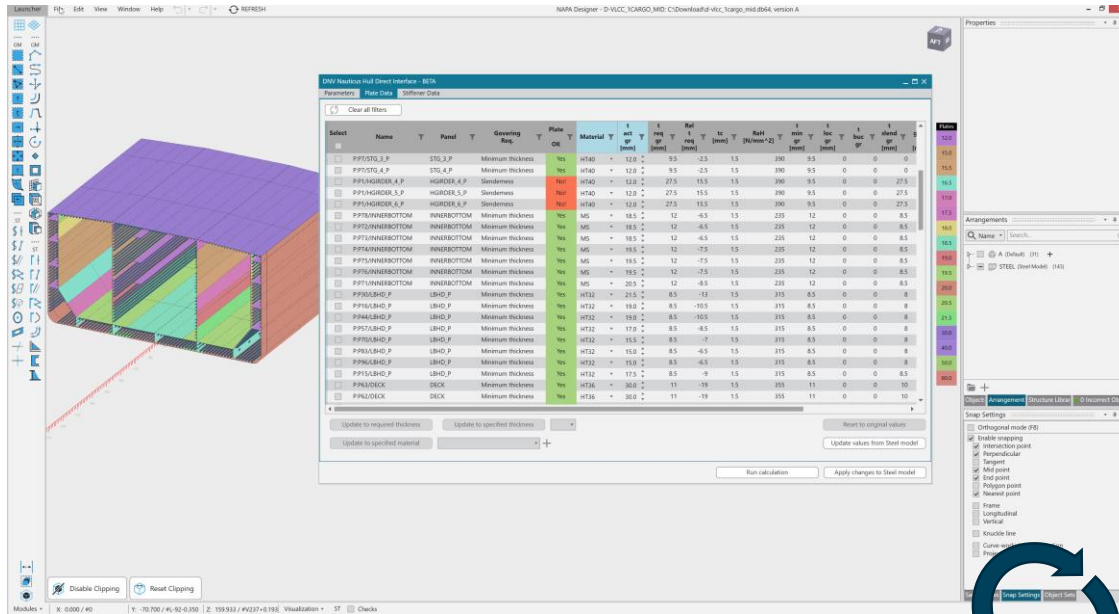 Launcher File Edit View Window Help REFRESH NAPA Designer - D-VLCC_1CARGO_MID: C:\Download\d-vlcc_1cargo_mid.db64, version A
GM GM
ST
ST
AFT
DNV Nauticus Hull Direct Interface - BETA
Parameters Plate Data Stiffener Data
Clear all filters
Select Name Panel Govering Req. Plate OK Material t act gr [mm] t req gr [mm] Rel t req [mm] tc [mm] RaH [N/mm^2] t min gr [mm] t loc gr [mm] t buc gr t slend gr [mm]
P:P7/STG_3_P STG_3_P Minimum thickness Yes HT40 12.0 9.5 -2.5 1.5 390 9.5 0 0 0
P:P7/STG_4_P STG_4_P Minimum thickness Yes HT40 12.0 9.5 -2.5 1.5 390 9.5 0 0 0
P:P1/HGIRDER_4_P HGIRDER_4_P Slenderness No! HT40 12.0 27.5 15.5 1.5 390 9.5 0 0 27.5
P:P1/HGIRDER_5_P HGIRDER_5_P Slenderness No! HT40 12.0 27.5 15.5 1.5 390 9.5 0 0 27.5
P:P1/HGIRDER_6_P HGIRDER_6_P Slenderness No! HT40 12.0 27.5 15.5 1.5 390 9.5 0 0 27.5
P:P78/INNERBOTTOM INNERBOTTOM Minimum thickness Yes MS 18.5 12 -6.5 1.5 235 12 0 0 8.5
P:P72/INNERBOTTOM INNERBOTTOM Minimum thickness Yes MS 18.5 12 -6.5 1.5 235 12 0 0 8.5
P:P73/INNERBOTTOM INNERBOTTOM Minimum thickness Yes MS 18.5 12 -6.5 1.5 235 12 0 0 8.5
P:P74/INNERBOTTOM INNERBOTTOM Minimum thickness Yes MS 19.5 12 -7.5 1.5 235 12 0 0 8.5
P:P75/INNERBOTTOM INNERBOTTOM Minimum thickness Yes MS 19.5 12 -7.5 1.5 235 12 0 0 8.5
P:P76/INNERBOTTOM INNERBOTTOM Minimum thickness Yes MS 19.5 12 -7.5 1.5 235 12 0 0 8.5
P:P71/INNERBOTTOM INNERBOTTOM Minimum thickness Yes MS 20.5 12 -8.5 1.5 235 12 0 0 8.5
P:P30/LBHD_P LBHD_P Minimum thickness Yes HT32 21.5 8.5 -13 1.5 315 8.5 0 0 8
P:P18/LBHD_P LBHD_P Minimum thickness Yes HT32 19.0 8.5 -10.5 1.5 315 8.5 0 0 8
P:P44/LBHD_P LBHD_P Minimum thickness Yes HT32 19.0 8.5 -10.5 1.5 315 8.5 0 0 8
P:P57/LBHD_P LBHD_P Minimum thickness Yes HT32 17.0 8.5 -8.5 1.5 315 8.5 0 0 8
P:P70/LBHD_P LBHD_P Minimum thickness Yes HT32 15.5 8.5 -7 1.5 315 8.5 0 0 8
P:P83/LBHD_P LBHD_P Minimum thickness Yes HT32 15.0 8.5 -6.5 1.5 315 8.5 0 0 8
P:P96/LBHD_P LBHD_P Minimum thickness Yes HT32 15.0 8.5 -6.5 1.5 315 8.5 0 0 8
P:P15/LBHD_P LBHD_P Minimum thickness Yes HT32 17.5 8.5 -9 1.5 315 8.5 0 0 8.5
P:P63/DECK DECK Minimum thickness Yes HT36 30.0 11 -19 1.5 355 11 0 0 10
P:P62/DECK DECK Minimum thickness Yes HT36 30.0 11 -19 1.5 355 11 0 0 10
Update to required thickness Update to specified thickness Reset to original values
Update to specified material Update values from Steel model
Run calculation Apply changes to Steel model
Plates
12.0
15.0
15.5
16.5
17.0
17.5
18.0
18.5
19.0
19.5
20.0
20.5
21.5
30.0
40.0
50.0
80.0
Properties
Arrangements
Name Search...
A (Default) (31)
STEEL (Steel Model) (143)
Object Arrangement Structure Librar 0 Incorrect Ob
Snap Settings
Orthogonal mode (F8)
Enable snapping
Intersection point
Perpendicular
Tangent
Mid point
End point
Polygon point
Nearest point
Frame
Longitudinal
Vertical
Knuckle line
Snap Settings Object Sets
Disable Clipping Reset Clipping
Modules X: 0.000 / #0 Y: -70.700 / #L-92-0.350 Z: 159.933 / #V237+0.193 Visualization ST Checks